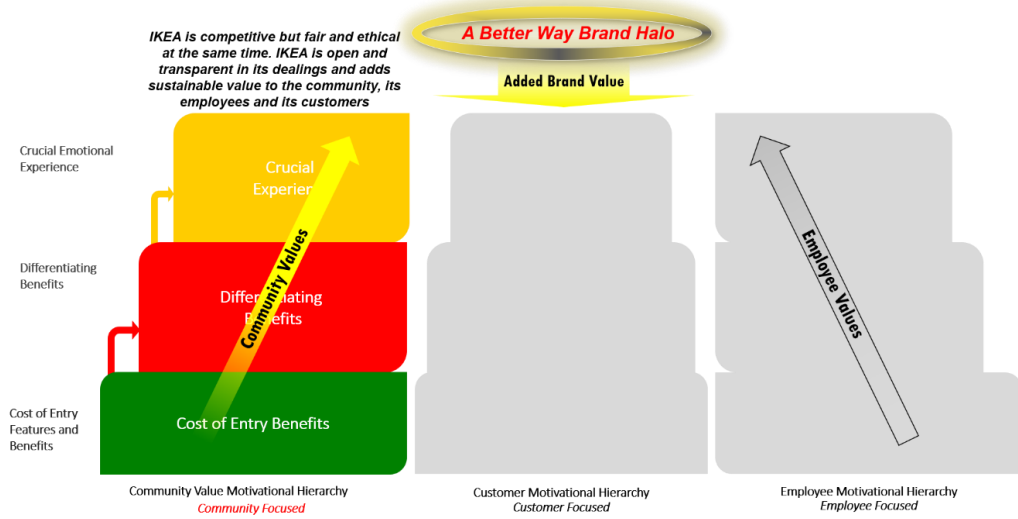 IKEA is competitive but fair and ethical
at the same time. IKEA is open and
transparent in its dealings and adds
sustainable value to the community, its
employees and its customers
A Better Way Brand Halo
Added Brand Value
Crucial Emotional
Experience
Crucial
Experien
Differentiating
Benefits
Differentiating
Benefits
Community Values
Employee Values
Cost of Entry
Features and
Benefits
Cost of Entry Benefits
Community Value Motivational Hierarchy
Community Focused
Customer Motivational Hierarchy
Customer Focused
Employee Motivational Hierarchy
Employee Focused